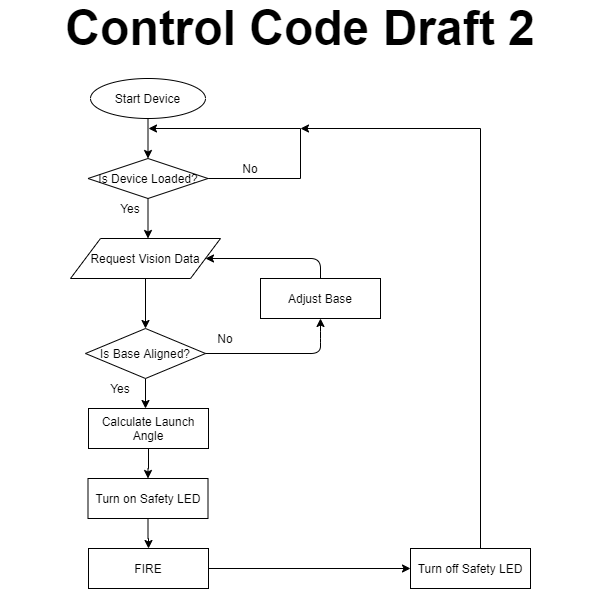 Control Code Draft 2
Start Device
Is Device Loaded?
No
Yes
Request Vision Data
Adjust Base
Is Base Aligned?
No
Yes
Calculate Launch
Angle
Turn on Safety LED
FIRE
Turn off Safety LED